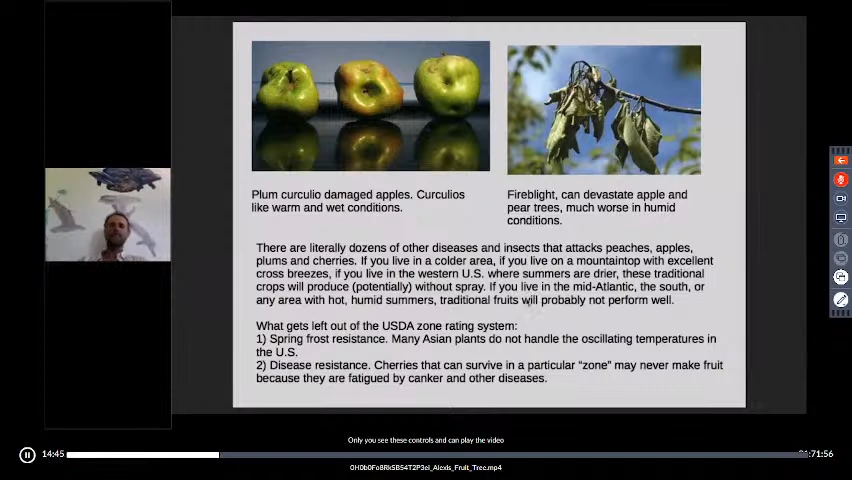 Plum curculio damaged apples. Curculios
like warm and wet conditions.
Fireblight, can devastate apple and
pear trees, much worse in humid
conditions.
There are literally dozens of other diseases and insects that attacks peaches, apples,
plums and cherries. If you live in a colder area, if you live on a mountaintop with excellent
cross breezes, if you live in the western U.S. where summers are drier, these traditional
crops will produce (potentially) without spray. If you live in the mid-Atlantic, the south, or
any area with hot, humid summers, traditional fruits will probably not perform well.
What gets left out of the USDA zone rating system:
1) Spring frost resistance. Many Asian plants do not handle the oscillating temperatures in
the U.S.
2) Disease resistance. Cherries that can survive in a particular “zone” may never make fruit
because they are fatigued by canker and other diseases.
Only you see these controls and can play the video
14:45